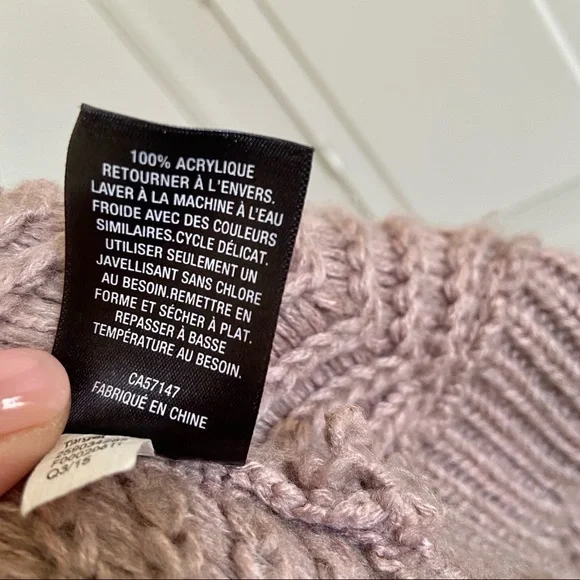 100% ACRYLIQUE
RETOURNER À L'ENVERS.
LAVER À LA MACHINE À L'EAU
FROIDE AVEC DES COULEURS
SIMILAIRES.CYCLE DÉLICAT.
UTILISER SEULEMENT UN
JAVELLISANT SANS CHLORE
AU BESOIN.REMETTRE EN
FORME ET SÉCHER À PLAT.
REPASSER À BASSE
TEMPÉRATURE AU BESOIN.
CA57147
FABRIQUÉ EN CHINE
Q3/15